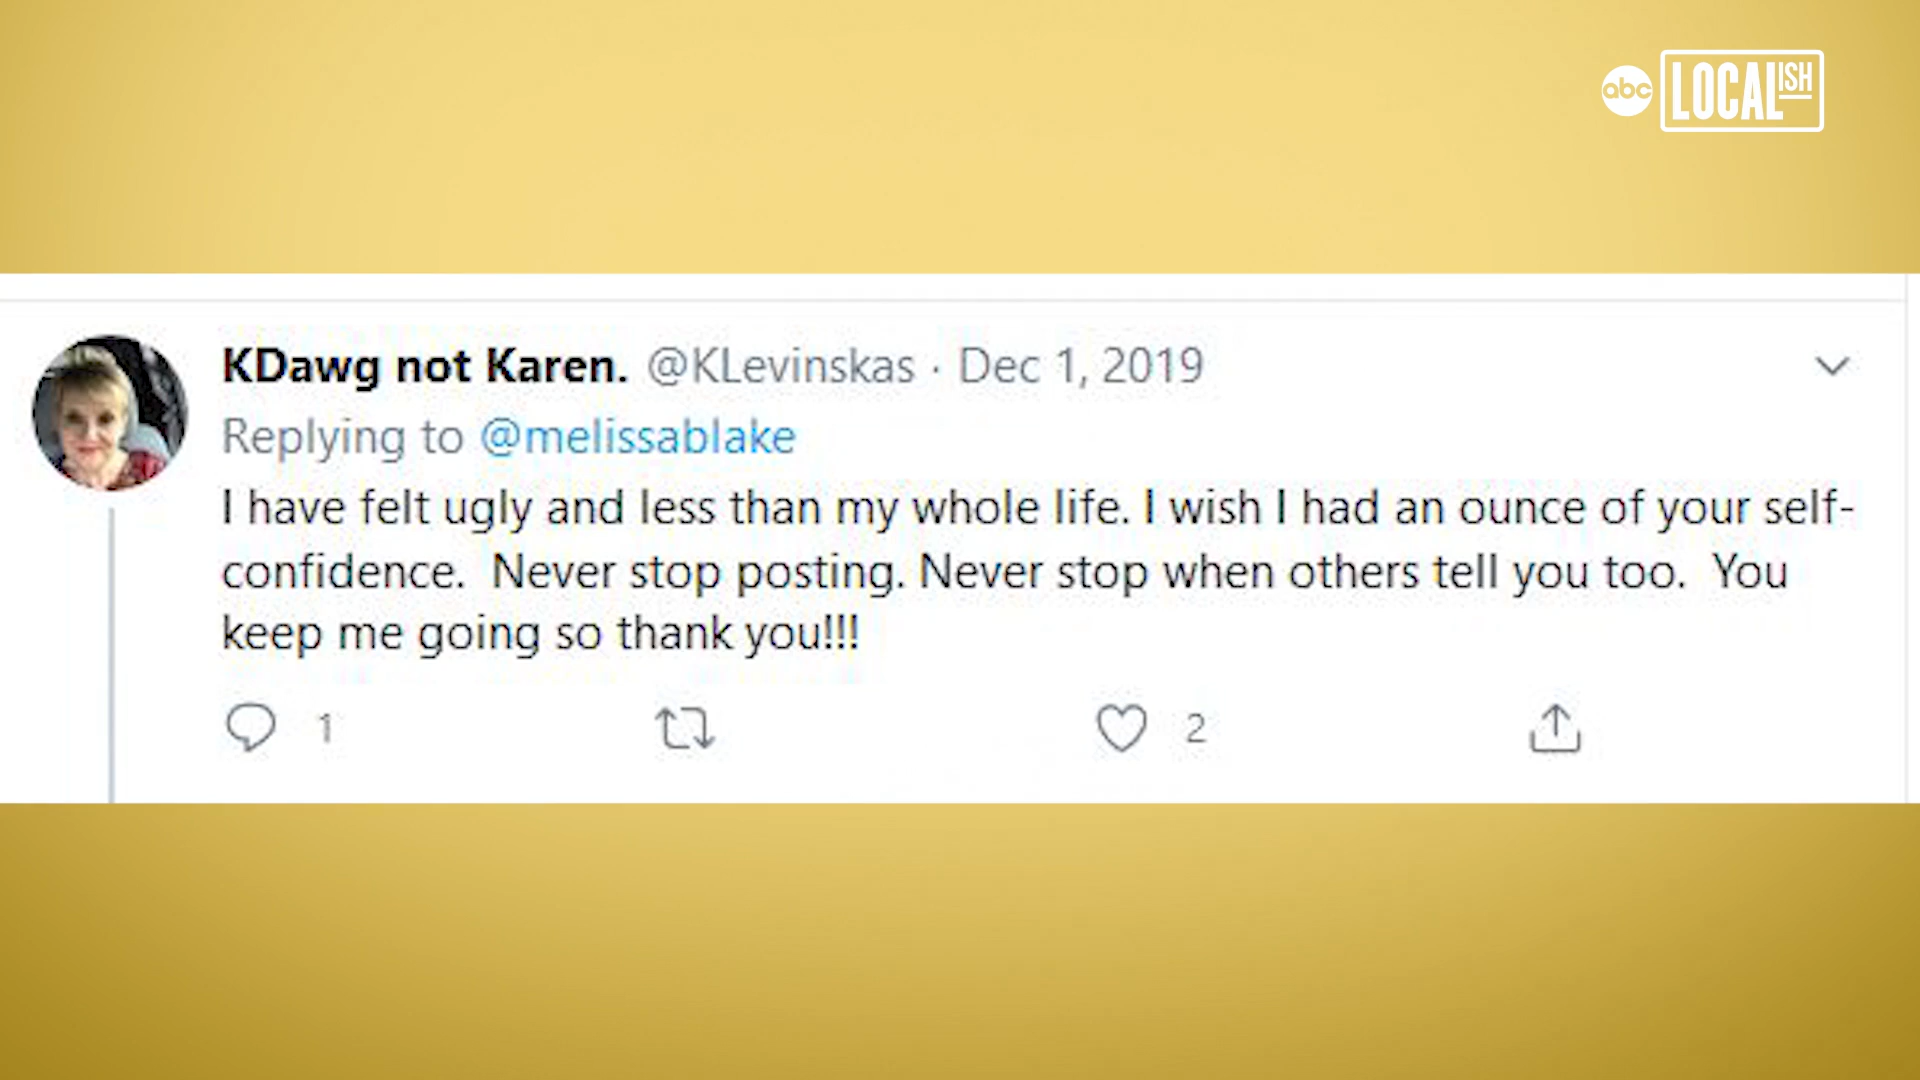 abc LOCALISH
KDawg not Karen. @KLevinskas · Dec 1, 2019
Replying to @melissablake
I have felt ugly and less than my whole life. I wish I had an ounce of your self-
confidence.  Never stop posting. Never stop when others tell you too.  You
keep me going so thank you!!!
1 2